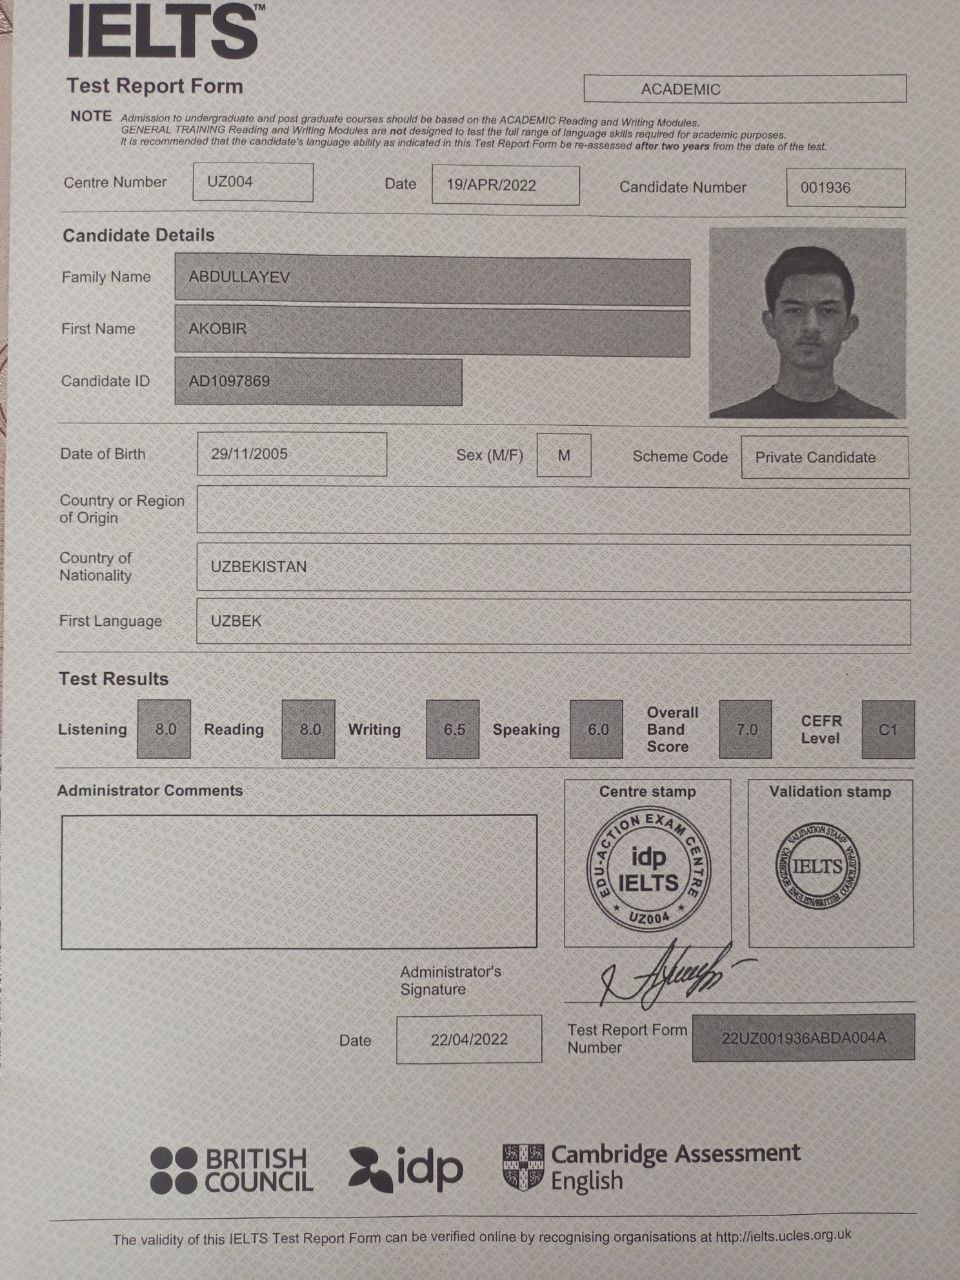 IELTS™
Test Report Form
ACADEMIC
NOTE Admission to undergraduate and post graduate courses should be based on the ACADEMIC Reading and Writing Modules.
GENERAL TRAINING Reading and Writing Modules are not designed to test the full range of language skills required for academic purposes.
It is recommended that the candidate's language ability as indicated in this Test Report Form be re-assessed after two years from the date of the test.
Centre Number UZ004 Date 19/APR/2022 Candidate Number 001936
Candidate Details
Family Name ABDULLAYEV
First Name AKOBIR
Candidate ID AD1097869
Date of Birth 29/11/2005 Sex (M/F) M Scheme Code Private Candidate
Country or Region
of Origin
Country of
Nationality UZBEKISTAN
First Language UZBEK
Test Results
Listening 8.0 Reading 8.0 Writing 6.5 Speaking 6.0 Overall Band Score 7.0 CEFR Level C1
Administrator Comments
Centre stamp
EDU-ACTION EXAM CENTRE
idp
IELTS
UZ004
Validation stamp
VALIDATION STAMP
IELTS
Administrator's
Signature
Date 22/04/2022
Test Report Form
Number 22UZ001936ABDA004A
BRITISH
COUNCIL
idp
Cambridge Assessment
English
The validity of this IELTS Test Report Form can be verified online by recognising organisations at http://ielts.ucles.org.uk